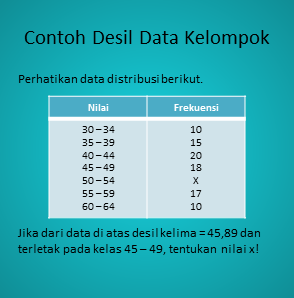 Contoh Desil Data Kelompok
Perhatikan data distribusi berikut.
Nilai Frekuensi
30 – 34 10
35 – 39 15
40 – 44 20
45 – 49 18
50 – 54 X
55 – 59 17
60 – 64 10
Jika dari data di atas desil kelima = 45,89 dan
terletak pada kelas 45 – 49, tentukan nilai x!